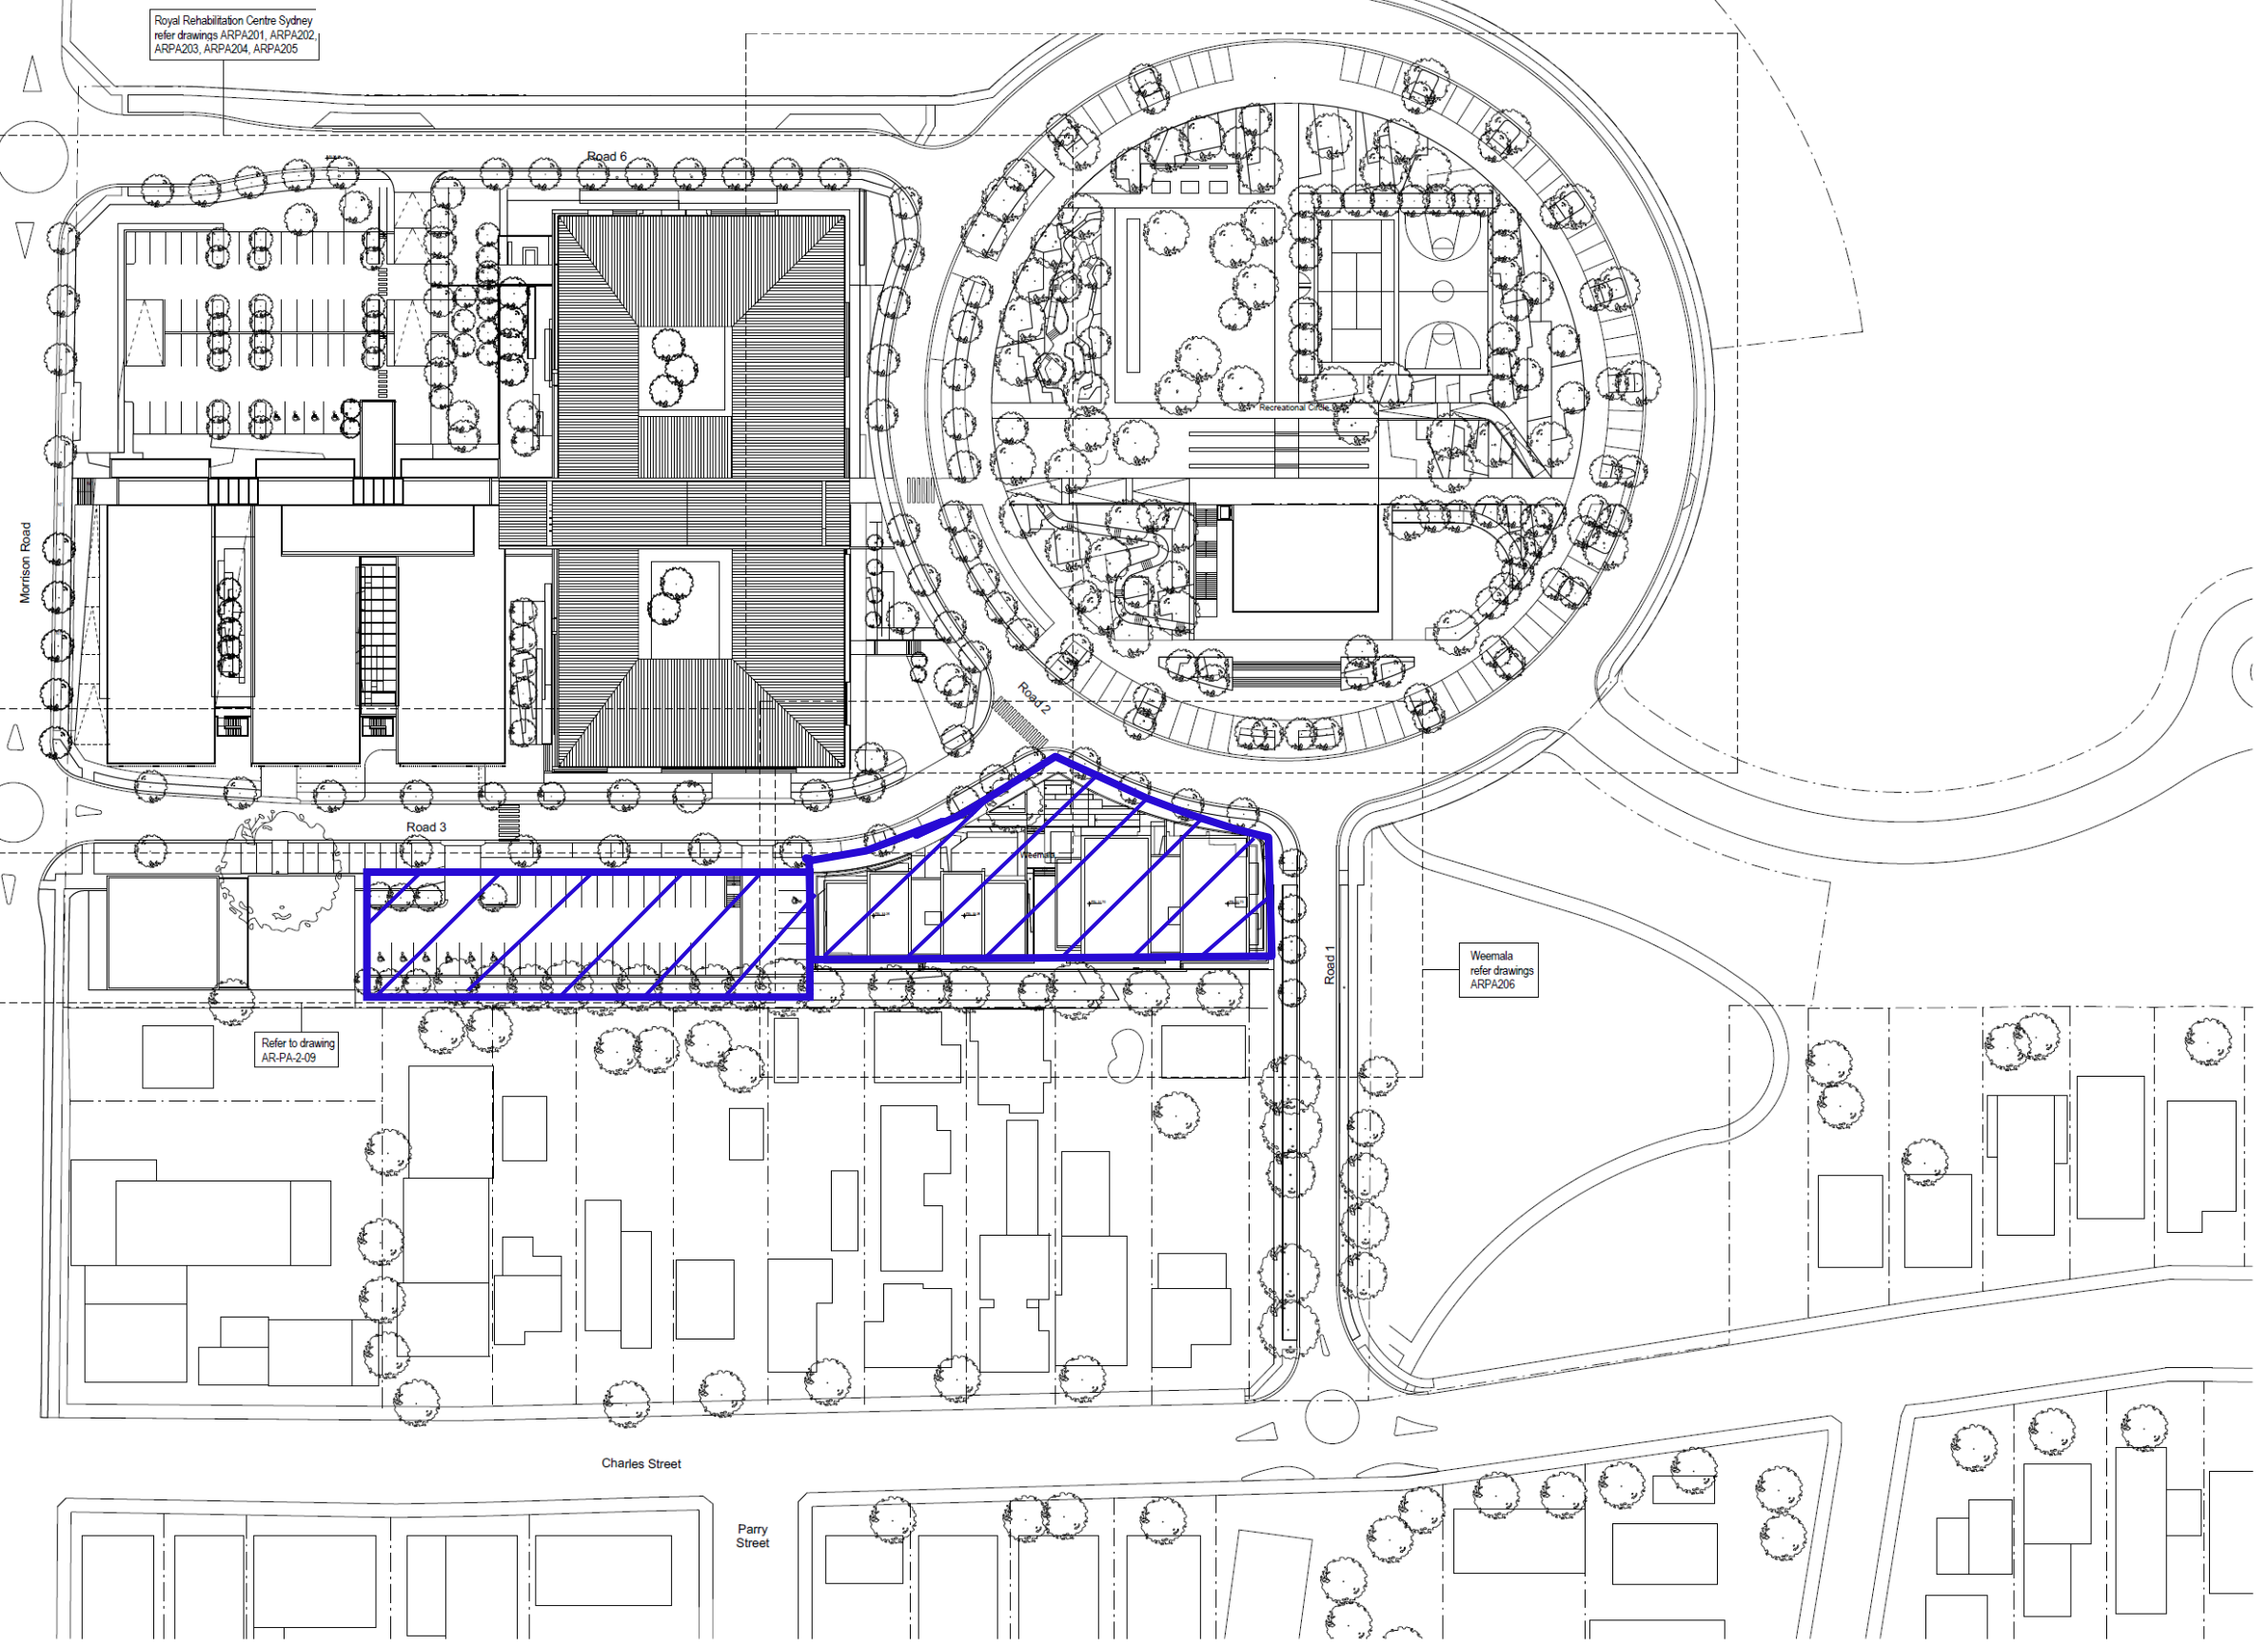 Royal Rehabilitation Centre Sydney
refer drawings ARPA201, ARPA202,
ARPA203, ARPA204, ARPA205
Road 6
Recreational Circle
Morrison Road
Road 2
Road 3
Weemala
Road 1
Weemala
refer drawings
ARPA206
Refer to drawing
AR-PA-2-09
Charles Street
Parry
Street